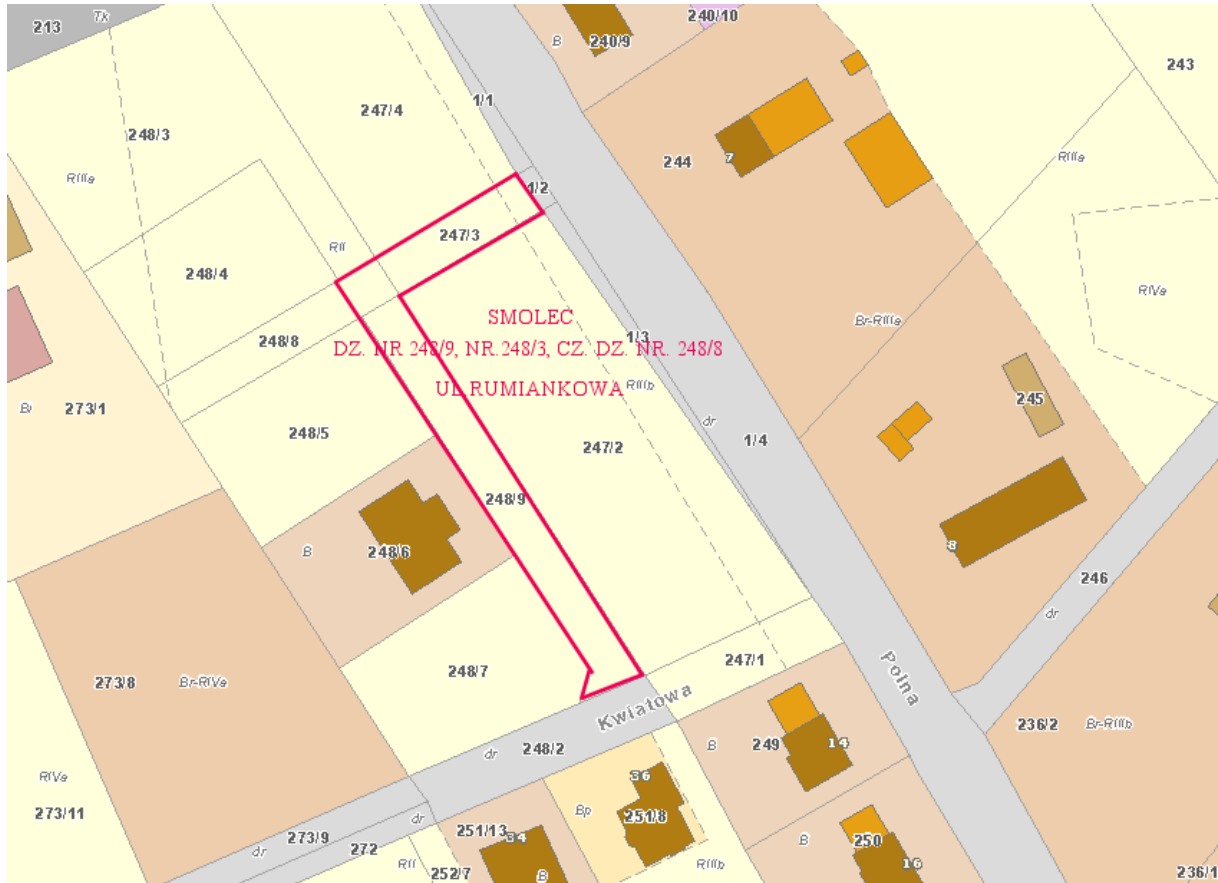 213
Tx
B
240/9
240/10
243
1/1
247/4
248/3
RIIIa
244
7
RIIIa
1/2
247/3
RII
248/4
RIVa
SMOLEC
1/3
Br-RIIIa
248/8
DZ. NR 248/9, NR.248/3, CZ. DZ. NR. 248/8
UL RUMIANKOWA
RIIIb
245
273/1
248/5
dr
1/4
247/2
248/9
8
B
248/6
246
dr
247/1
248/7
Polna
273/8
Br-RIVa
Kwiatowa
236/2
Br-RIIIb
B
249
14
dr
248/2
RIVa
36
273/11
Bp
251/8
dr
251/13
34
273/9
dr
272
B
250
RII
252/7
B
RIIIb
16
236/1